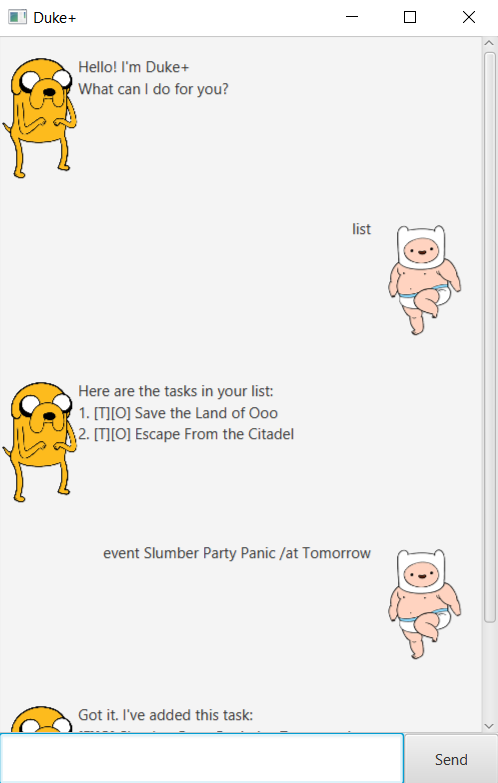 Duke+
Hello! I'm Duke+
What can I do for you?
list
Here are the tasks in your list:
1. [T][O] Save the Land of Ooo
2. [T][O] Escape From the Citadel
event Slumber Party Panic /at Tomorrow
Got it. I've added this task:
Send